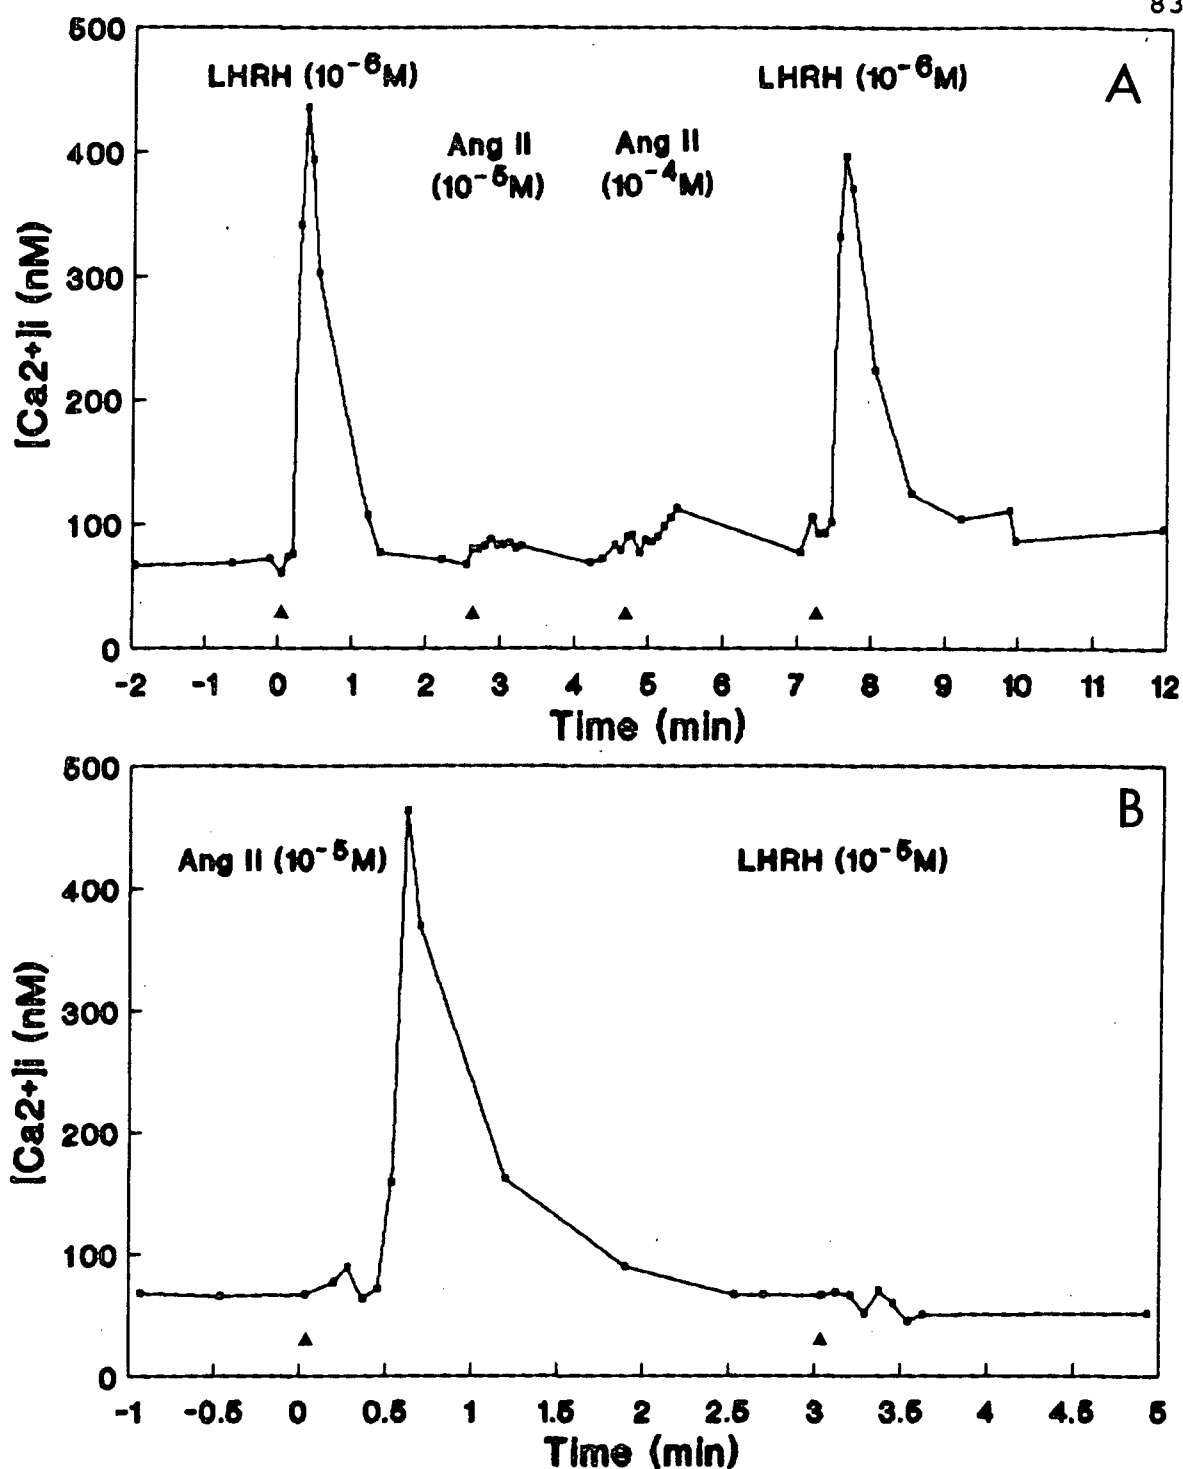 83
A
LHRH (10-6M)
LHRH (10-6M)
Ang II
(10-5M)
Ang II
(10-4M)
[Ca2+]i (nM)
500
400
300
200
100
0
-2 -1 0 1 2 3 4 5 6 7 8 9 10 11 12
Time (min)
B
Ang II (10-5M)
LHRH (10-5M)
[Ca2+]i (nM)
500
400
300
200
100
0
-1 -0.5 0 0.5 1 1.5 2 2.5 3 3.5 4 4.5 5
Time (min)